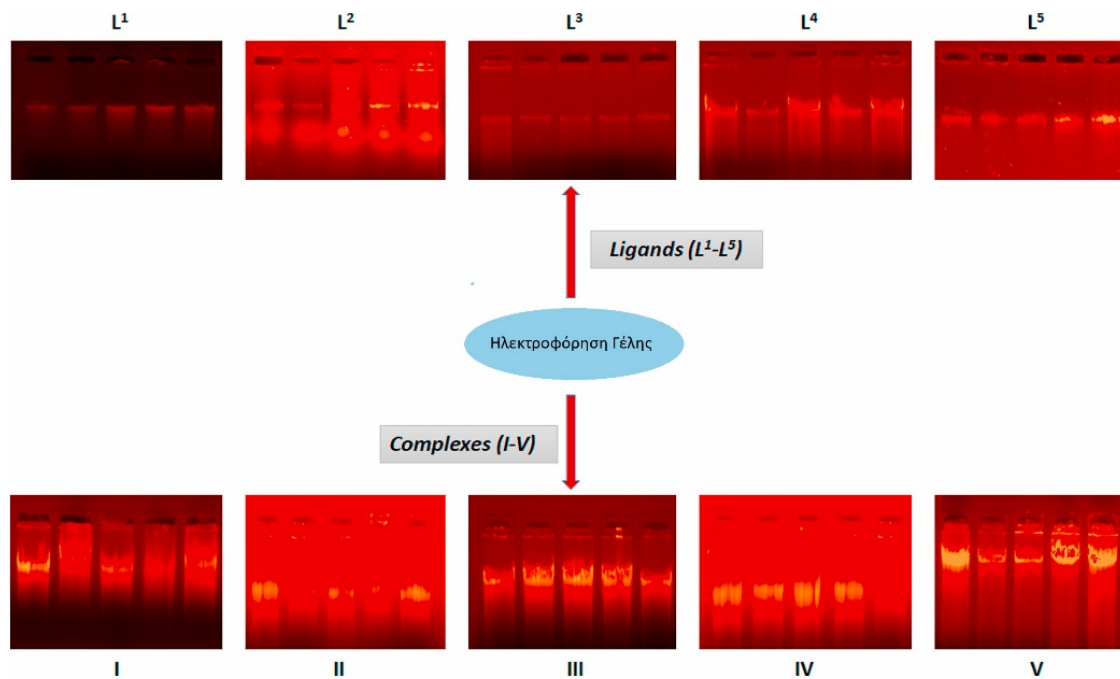 L¹ L² L³ L⁴ L⁵
Ligands (L¹-L⁵)
Ηλεκτροφόρηση Γέλης
Complexes (I-V)
I II III IV V